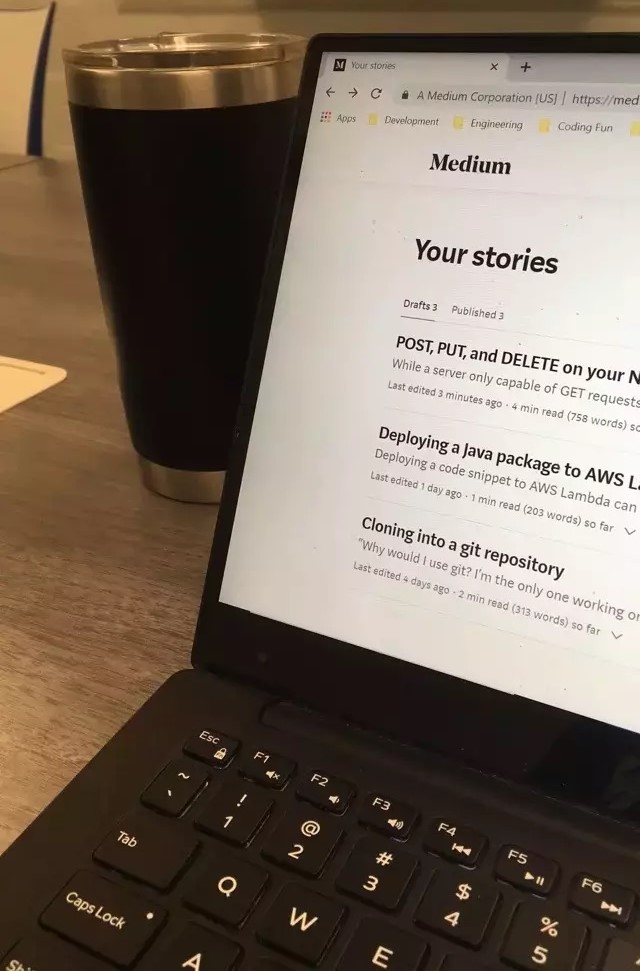 Your stories
A Medium Corporation [US] | https://med
Apps Development Engineering Coding Fun
Medium
Your stories
Drafts 3 Published 3
POST, PUT, and DELETE on your N
While a server only capable of GET requests
Last edited 3 minutes ago · 4 min read (758 words) so
Deploying a Java package to AWS L
Deploying a code snippet to AWS Lambda can
Last edited 1 day ago · 1 min read (203 words) so far
Cloning into a git repository
"Why would I use git? I'm the only one working on
Last edited 4 days ago · 2 min read (313 words) so far
Esc F1 F2 F3 F4 F5 F6
~ ! @ # $ %
` 1 2 3 4 5
Tab Q W E
Caps Lock A
Shi